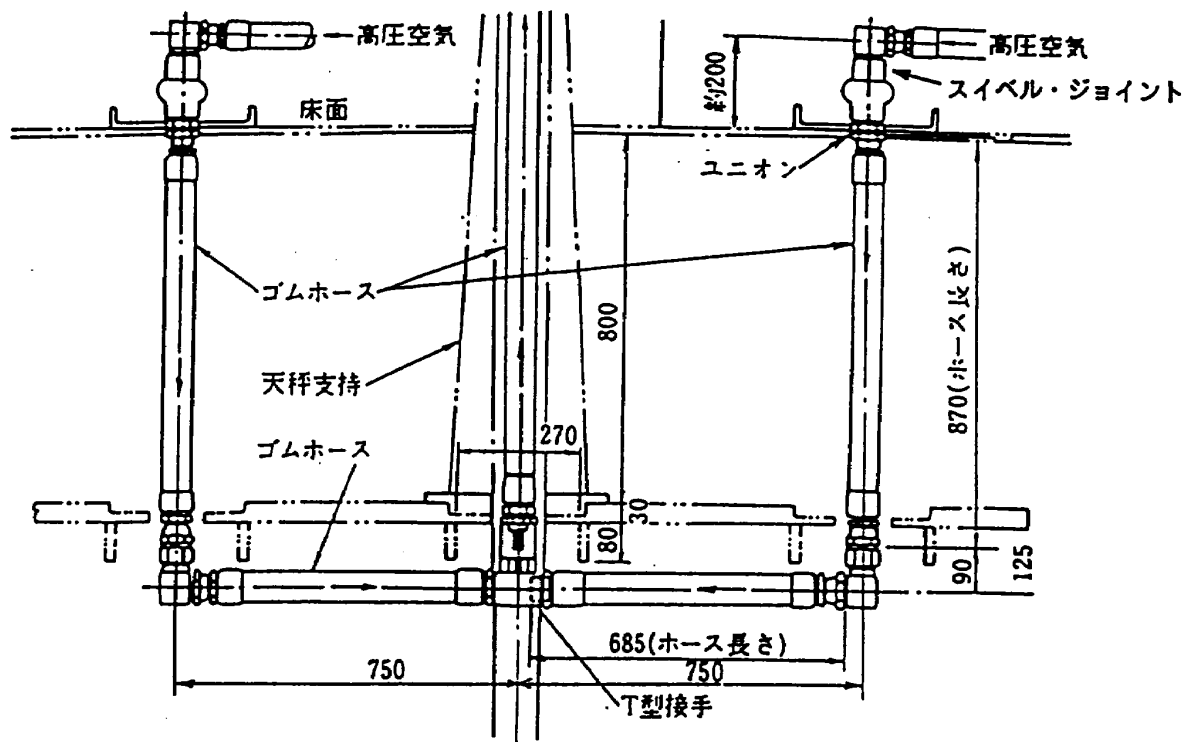 高圧空気
高圧空気
約200
スイベル・ジョイント
床面
ユニオン
ゴムホース
800
870(ホース長さ)
天秤支持
270
ゴムホース
30
80
90
125
685(ホース長さ)
750
750
T型接手